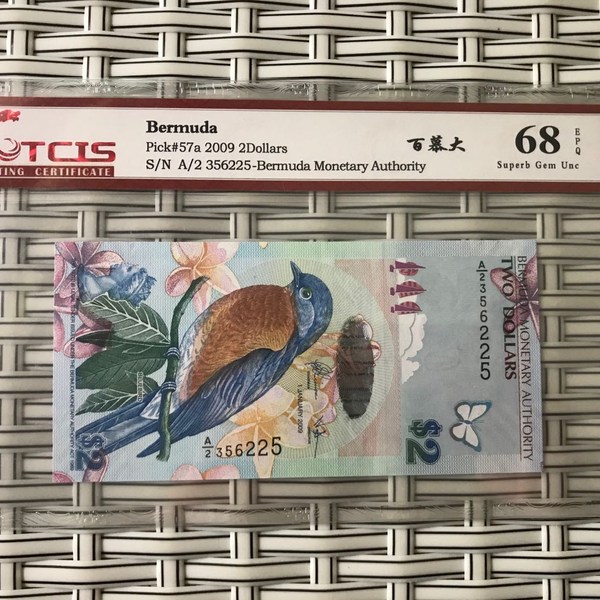 Bermuda
Pick#57a 2009 2Dollars
S/N A/2 356225-Bermuda Monetary Authority
百慕大
68
EPQ
Superb Gem Unc
TCIS
TING CERTIFICATE
BERMUDA MONETARY AUTHORITY
TWO DOLLARS
A/2 356225
$2
1 JANUARY 2009
A/2 356225
$2